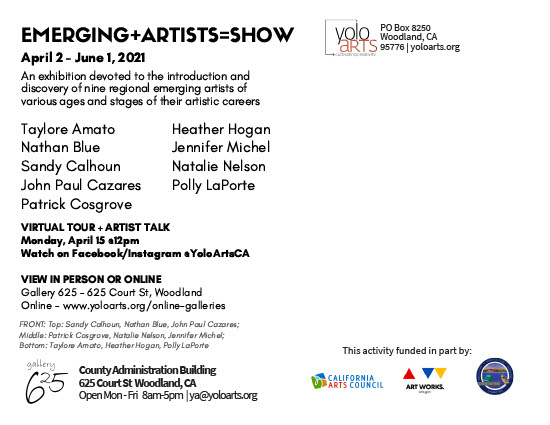 EMERGING+ARTISTS=SHOW
April 2 - June 1, 2021
An exhibition devoted to the introduction and
discovery of nine regional emerging artists of
various ages and stages of their artistic careers
Taylore Amato
Nathan Blue
Sandy Calhoun
John Paul Cazares
Patrick Cosgrove
Heather Hogan
Jennifer Michel
Natalie Nelson
Polly LaPorte
VIRTUAL TOUR + ARTIST TALK
Monday, April 15 @12pm
Watch on Facebook/Instagram @YoloArtsCA
VIEW IN PERSON OR ONLINE
Gallery 625 - 625 Court St, Woodland
Online - www.yoloarts.org/online-galleries
FRONT: Top: Sandy Calhoun, Nathan Blue, John Paul Cazares;
Middle: Patrick Cosgrove, Natalie Nelson, Jennifer Michel;
Bottom: Taylore Amato, Heather Hogan, Polly LaPorte
gallery
625
County Administration Building
625 Court St Woodland, CA
Open Mon - Fri 8am-5pm | ya@yoloarts.org
yolo
ARTS
PO Box 8250
Woodland, CA
95776 | yoloarts.org
This activity funded in part by:
CALIFORNIA
ARTS COUNCIL
ART WORKS.
arts.gov